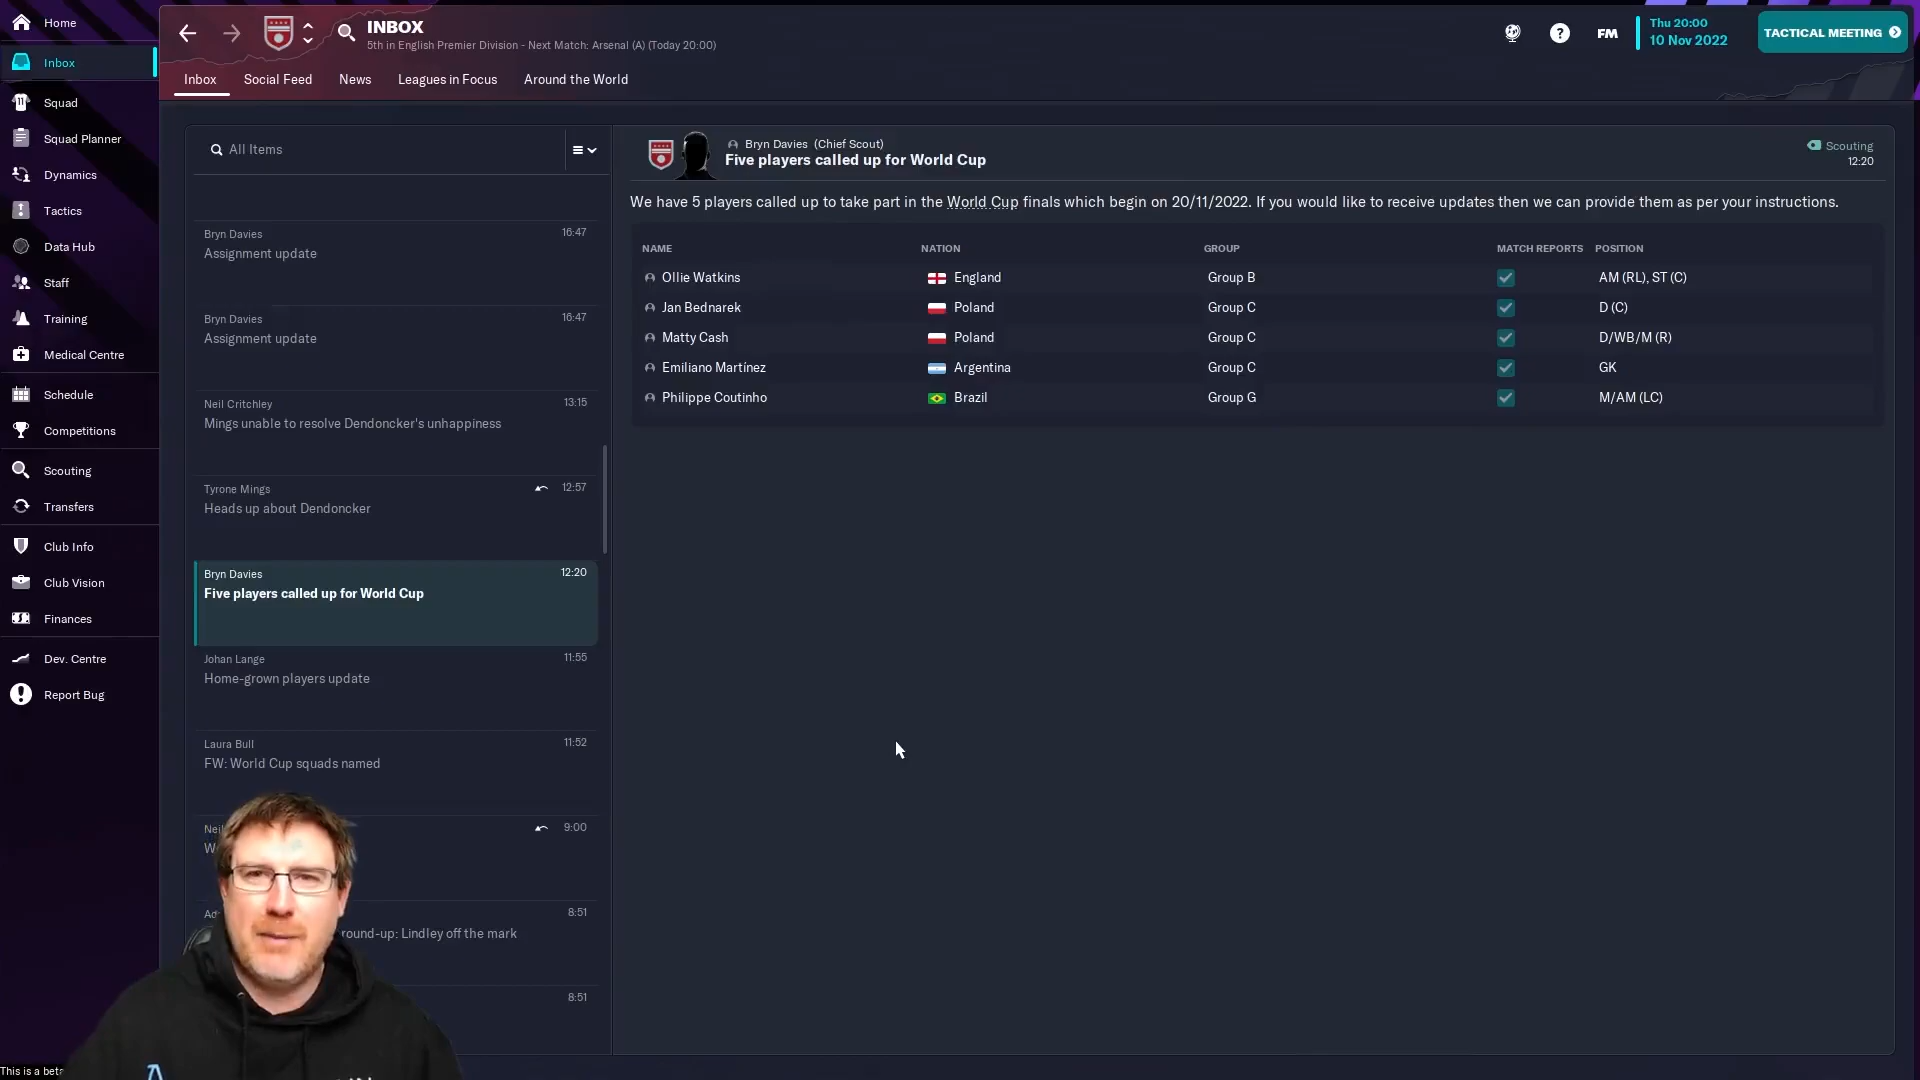 Home
Inbox
Squad
Squad Planner
Dynamics
Tactics
Data Hub
Staff
Training
Medical Centre
Schedule
Competitions
Scouting
Transfers
Club Info
Club Vision
Finances
Dev. Centre
Report Bug
This is a beta
INBOX
5th in English Premier Division - Next Match: Arsenal (A) (Today 20:00)
FM
Thu 20:00
10 Nov 2022
TACTICAL MEETING
Inbox Social Feed News Leagues in Focus Around the World
All Items
Bryn Davies 16:47
Assignment update
Bryn Davies 16:47
Assignment update
Neil Critchley 13:15
Mings unable to resolve Dendoncker's unhappiness
Tyrone Mings 12:57
Heads up about Dendoncker
Bryn Davies 12:20
Five players called up for World Cup
Johan Lange 11:55
Home-grown players update
Laura Bull 11:52
FW: World Cup squads named
Neil 9:00
W
Ad 8:51
round-up: Lindley off the mark
8:51
Bryn Davies (Chief Scout)
Five players called up for World Cup
Scouting
12:20
We have 5 players called up to take part in the World Cup finals which begin on 20/11/2022. If you would like to receive updates then we can provide them as per your instructions.
NAME NATION GROUP MATCH REPORTS POSITION
Ollie Watkins England Group B AM (RL), ST (C)
Jan Bednarek Poland Group C D (C)
Matty Cash Poland Group C D/WB/M (R)
Emiliano Martínez Argentina Group C GK
Philippe Coutinho Brazil Group G M/AM (LC)